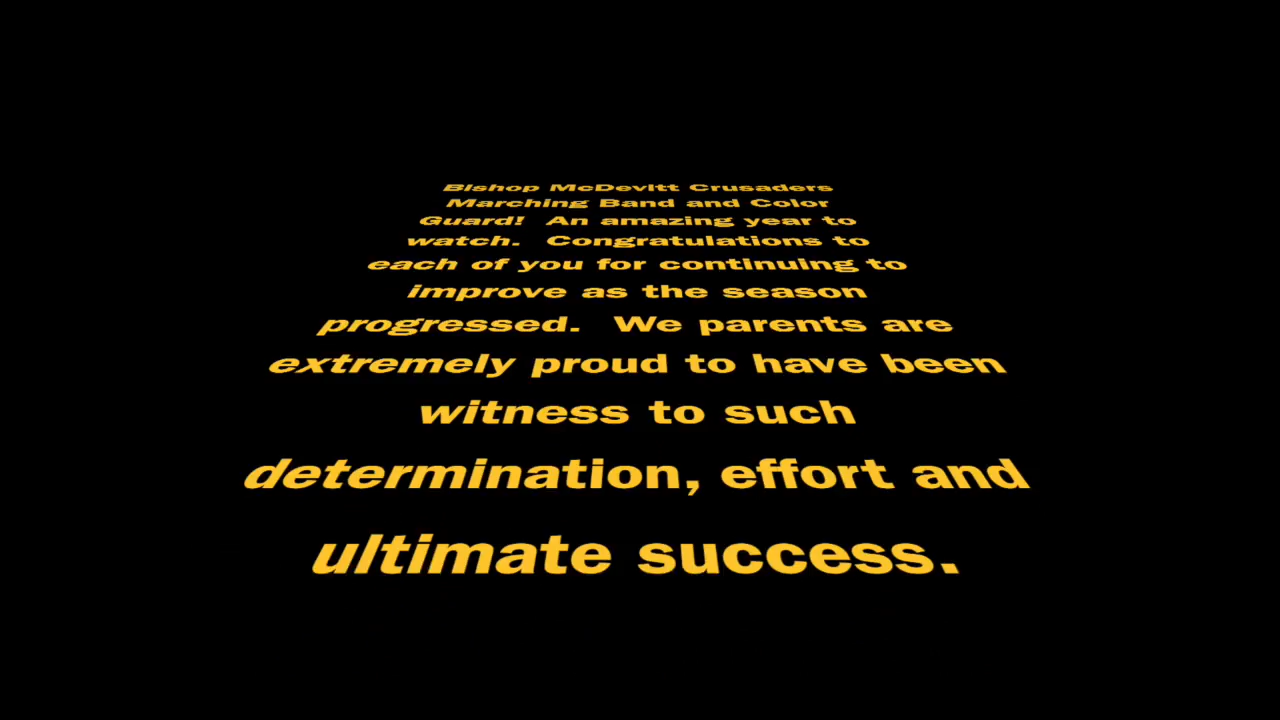 Bishop McDevitt Crusaders
Marching Band and Color
Guard!  An amazing year to
watch.  Congratulations to
each of you for continuing to
improve as the season
progressed.  We parents are
extremely proud to have been
witness to such
determination, effort and
ultimate success.